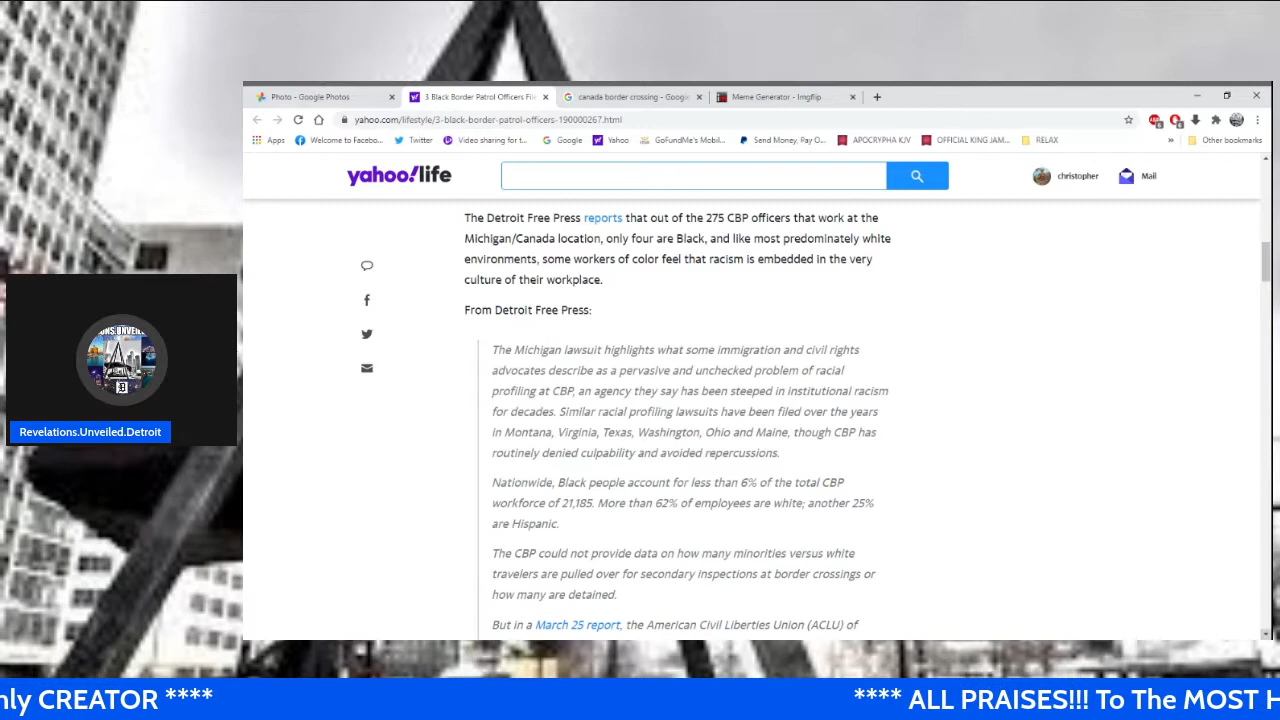 Photo - Google Photos
3 Black Border Patrol Officers File
canada border crossing - Google
Meme Generator - Imgflip
yahoo.com/lifestyle/3-black-border-patrol-officers-190000267.html
Apps
Welcome to Facebo...
Twitter
Video sharing for t...
Google
Yahoo
GoFundMe's Mobil...
Send Money, Pay O...
APOCRYPHA KJV
OFFICIAL KING JAM...
RELAX
»
Other bookmarks
yahoo!life
christopher
Mail
The Detroit Free Press reports that out of the 275 CBP officers that work at the
Michigan/Canada location, only four are Black, and like most predominately white
environments, some workers of color feel that racism is embedded in the very
culture of their workplace.
From Detroit Free Press:
The Michigan lawsuit highlights what some immigration and civil rights
advocates describe as a pervasive and unchecked problem of racial
profiling at CBP, an agency they say has been steeped in institutional racism
for decades. Similar racial profiling lawsuits have been filed over the years
in Montana, Virginia, Texas, Washington, Ohio and Maine, though CBP has
routinely denied culpability and avoided repercussions.
Nationwide, Black people account for less than 6% of the total CBP
workforce of 21,185. More than 62% of employees are white; another 25%
are Hispanic.
The CBP could not provide data on how many minorities versus white
travelers are pulled over for secondary inspections at border crossings or
how many are detained.
But in a March 25 report, the American Civil Liberties Union (ACLU) of
Revelations.Unveiled.Detroit
nly CREATOR **** **** ALL PRAISES!!! To The MOST H